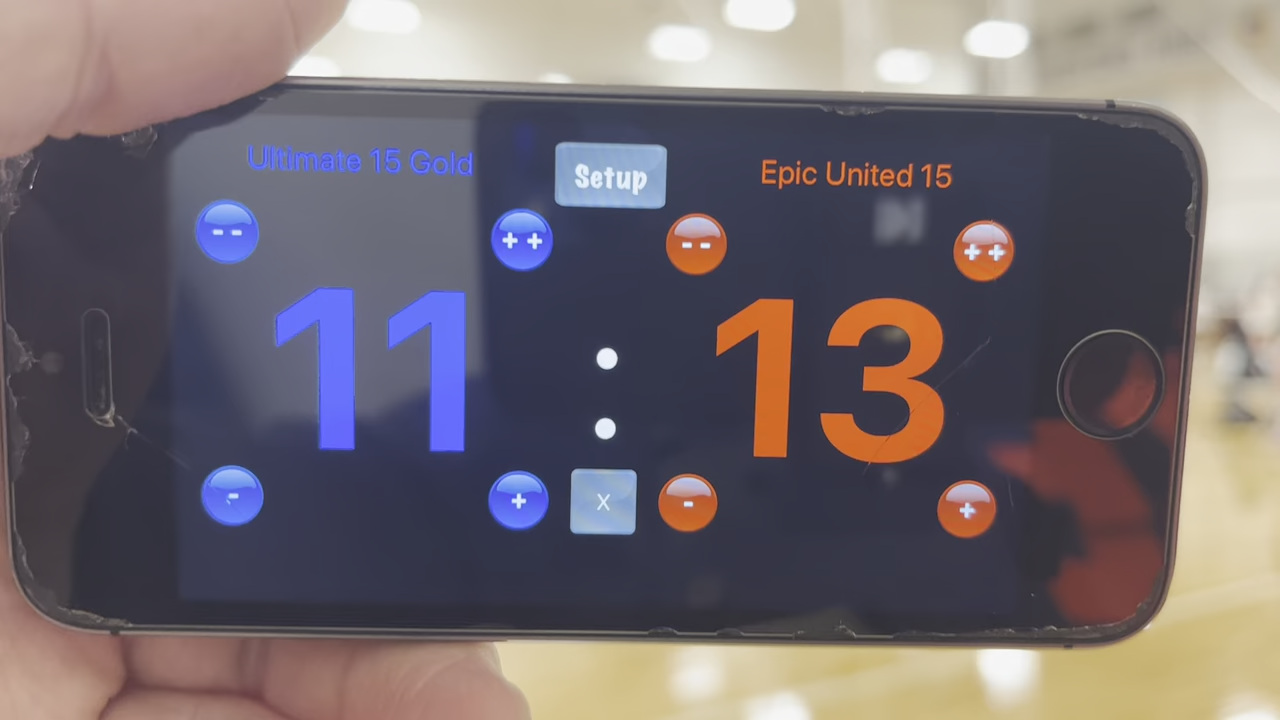 Ultimate 15 Gold
Setup
Epic United 15
-- ++ -- ++
11 : 13
- + X - +